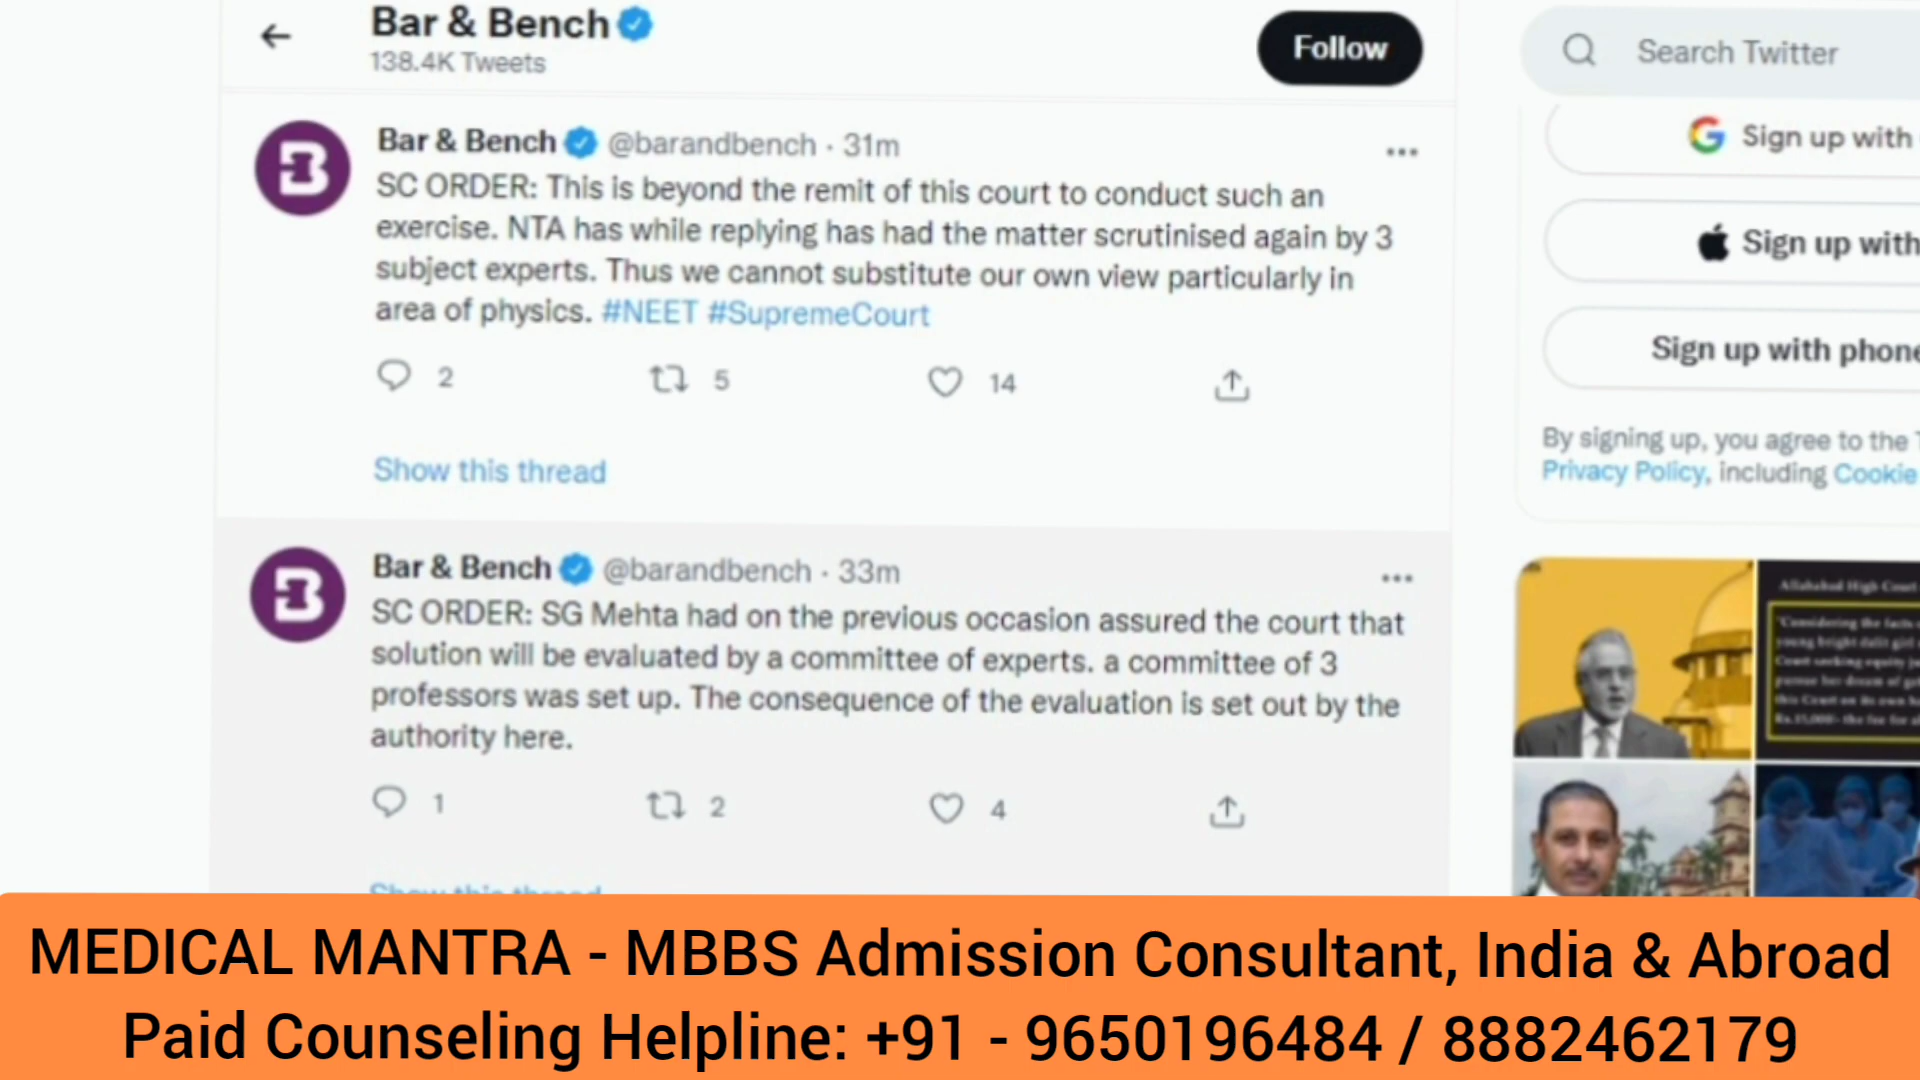 Bar & Bench
138.4K Tweets
Follow
Search Twitter
Bar & Bench @barandbench · 31m
SC ORDER: This is beyond the remit of this court to conduct such an
exercise. NTA has while replying has had the matter scrutinised again by 3
subject experts. Thus we cannot substitute our own view particularly in
area of physics. #NEET #SupremeCourt
2 5 14
Show this thread
Bar & Bench @barandbench · 33m
SC ORDER: SG Mehta had on the previous occasion assured the court that
solution will be evaluated by a committee of experts. a committee of 3
professors was set up. The consequence of the evaluation is set out by the
authority here.
1 2 4
Show this thread
Sign up with
Sign up with
Sign up with phone
By signing up, you agree to the
Privacy Policy, including Cookie
Allahabad High Court
MEDICAL MANTRA - MBBS Admission Consultant, India & Abroad
Paid Counseling Helpline: +91 - 9650196484 / 8882462179